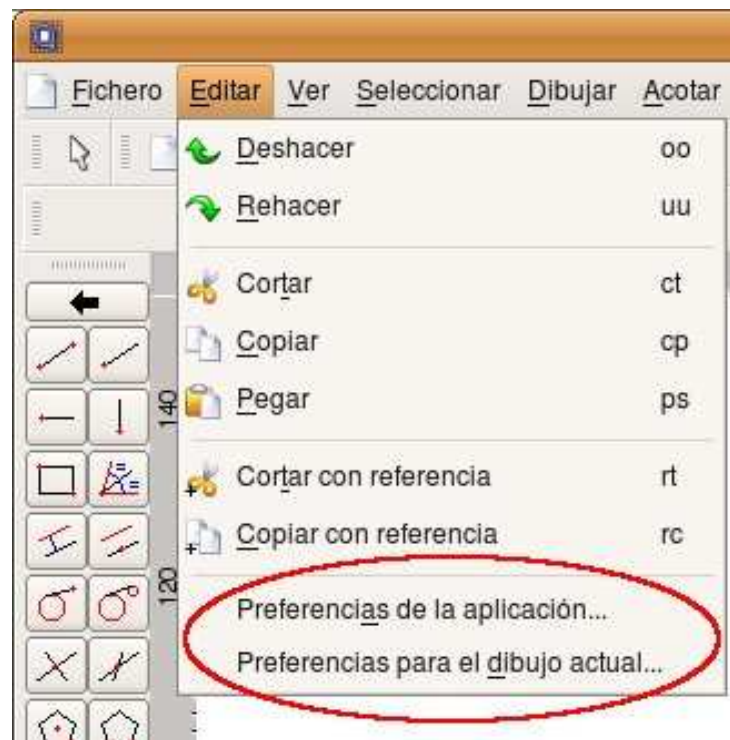 Fichero Editar Ver Seleccionar Dibujar Acotar
Deshacer oo
Rehacer uu
Cortar ct
Copiar cp
Pegar ps
Cortar con referencia rt
Copiar con referencia rc
Preferencias de la aplicación...
Preferencias para el dibujo actual...
140
120